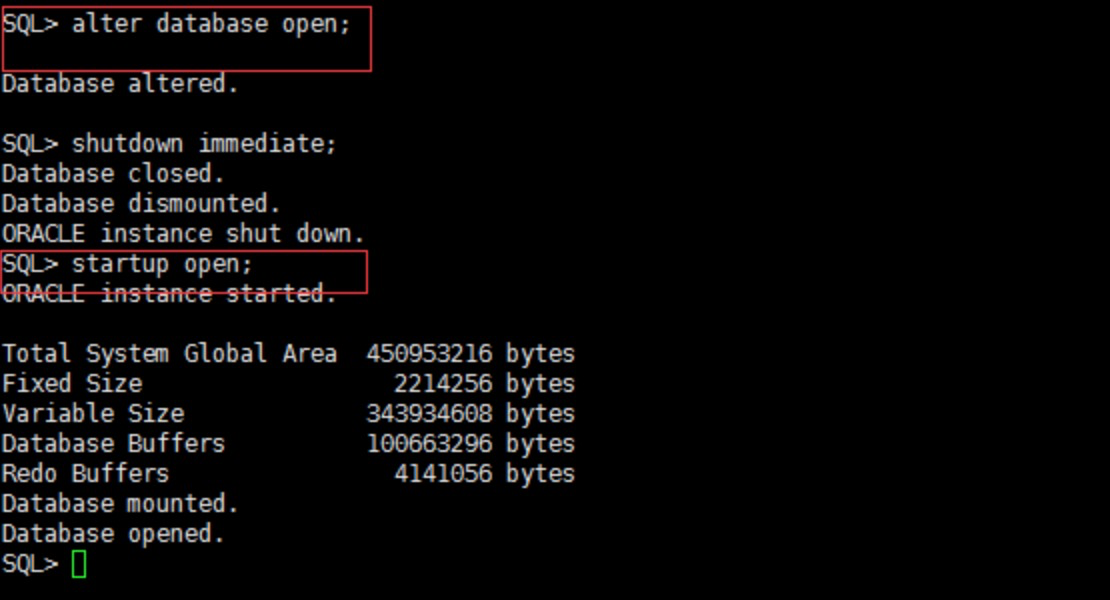 SQL> alter database open;
Database altered.
SQL> shutdown immediate;
Database closed.
Database dismounted.
ORACLE instance shut down.
SQL> startup open;
ORACLE instance started.
Total System Global Area  450953216 bytes
Fixed Size                  2214256 bytes
Variable Size             343934608 bytes
Database Buffers          100663296 bytes
Redo Buffers                4141056 bytes
Database mounted.
Database opened.
SQL>